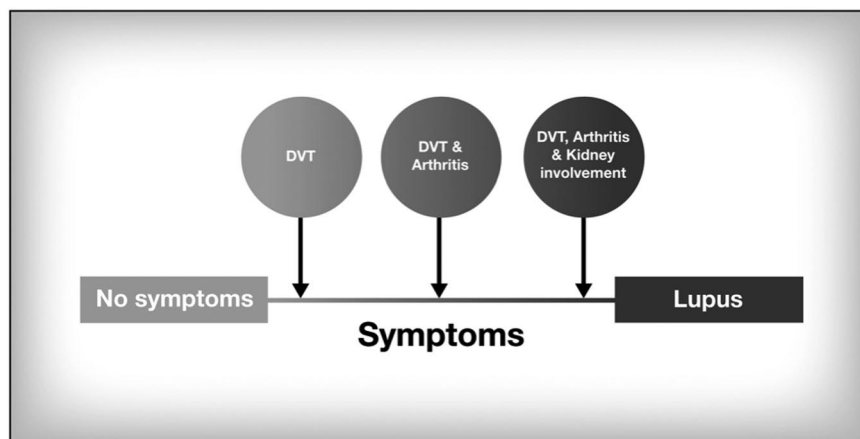 DVT
DVT &
Arthritis
DVT, Arthritis
& Kidney
involvement
No symptoms
Lupus
Symptoms